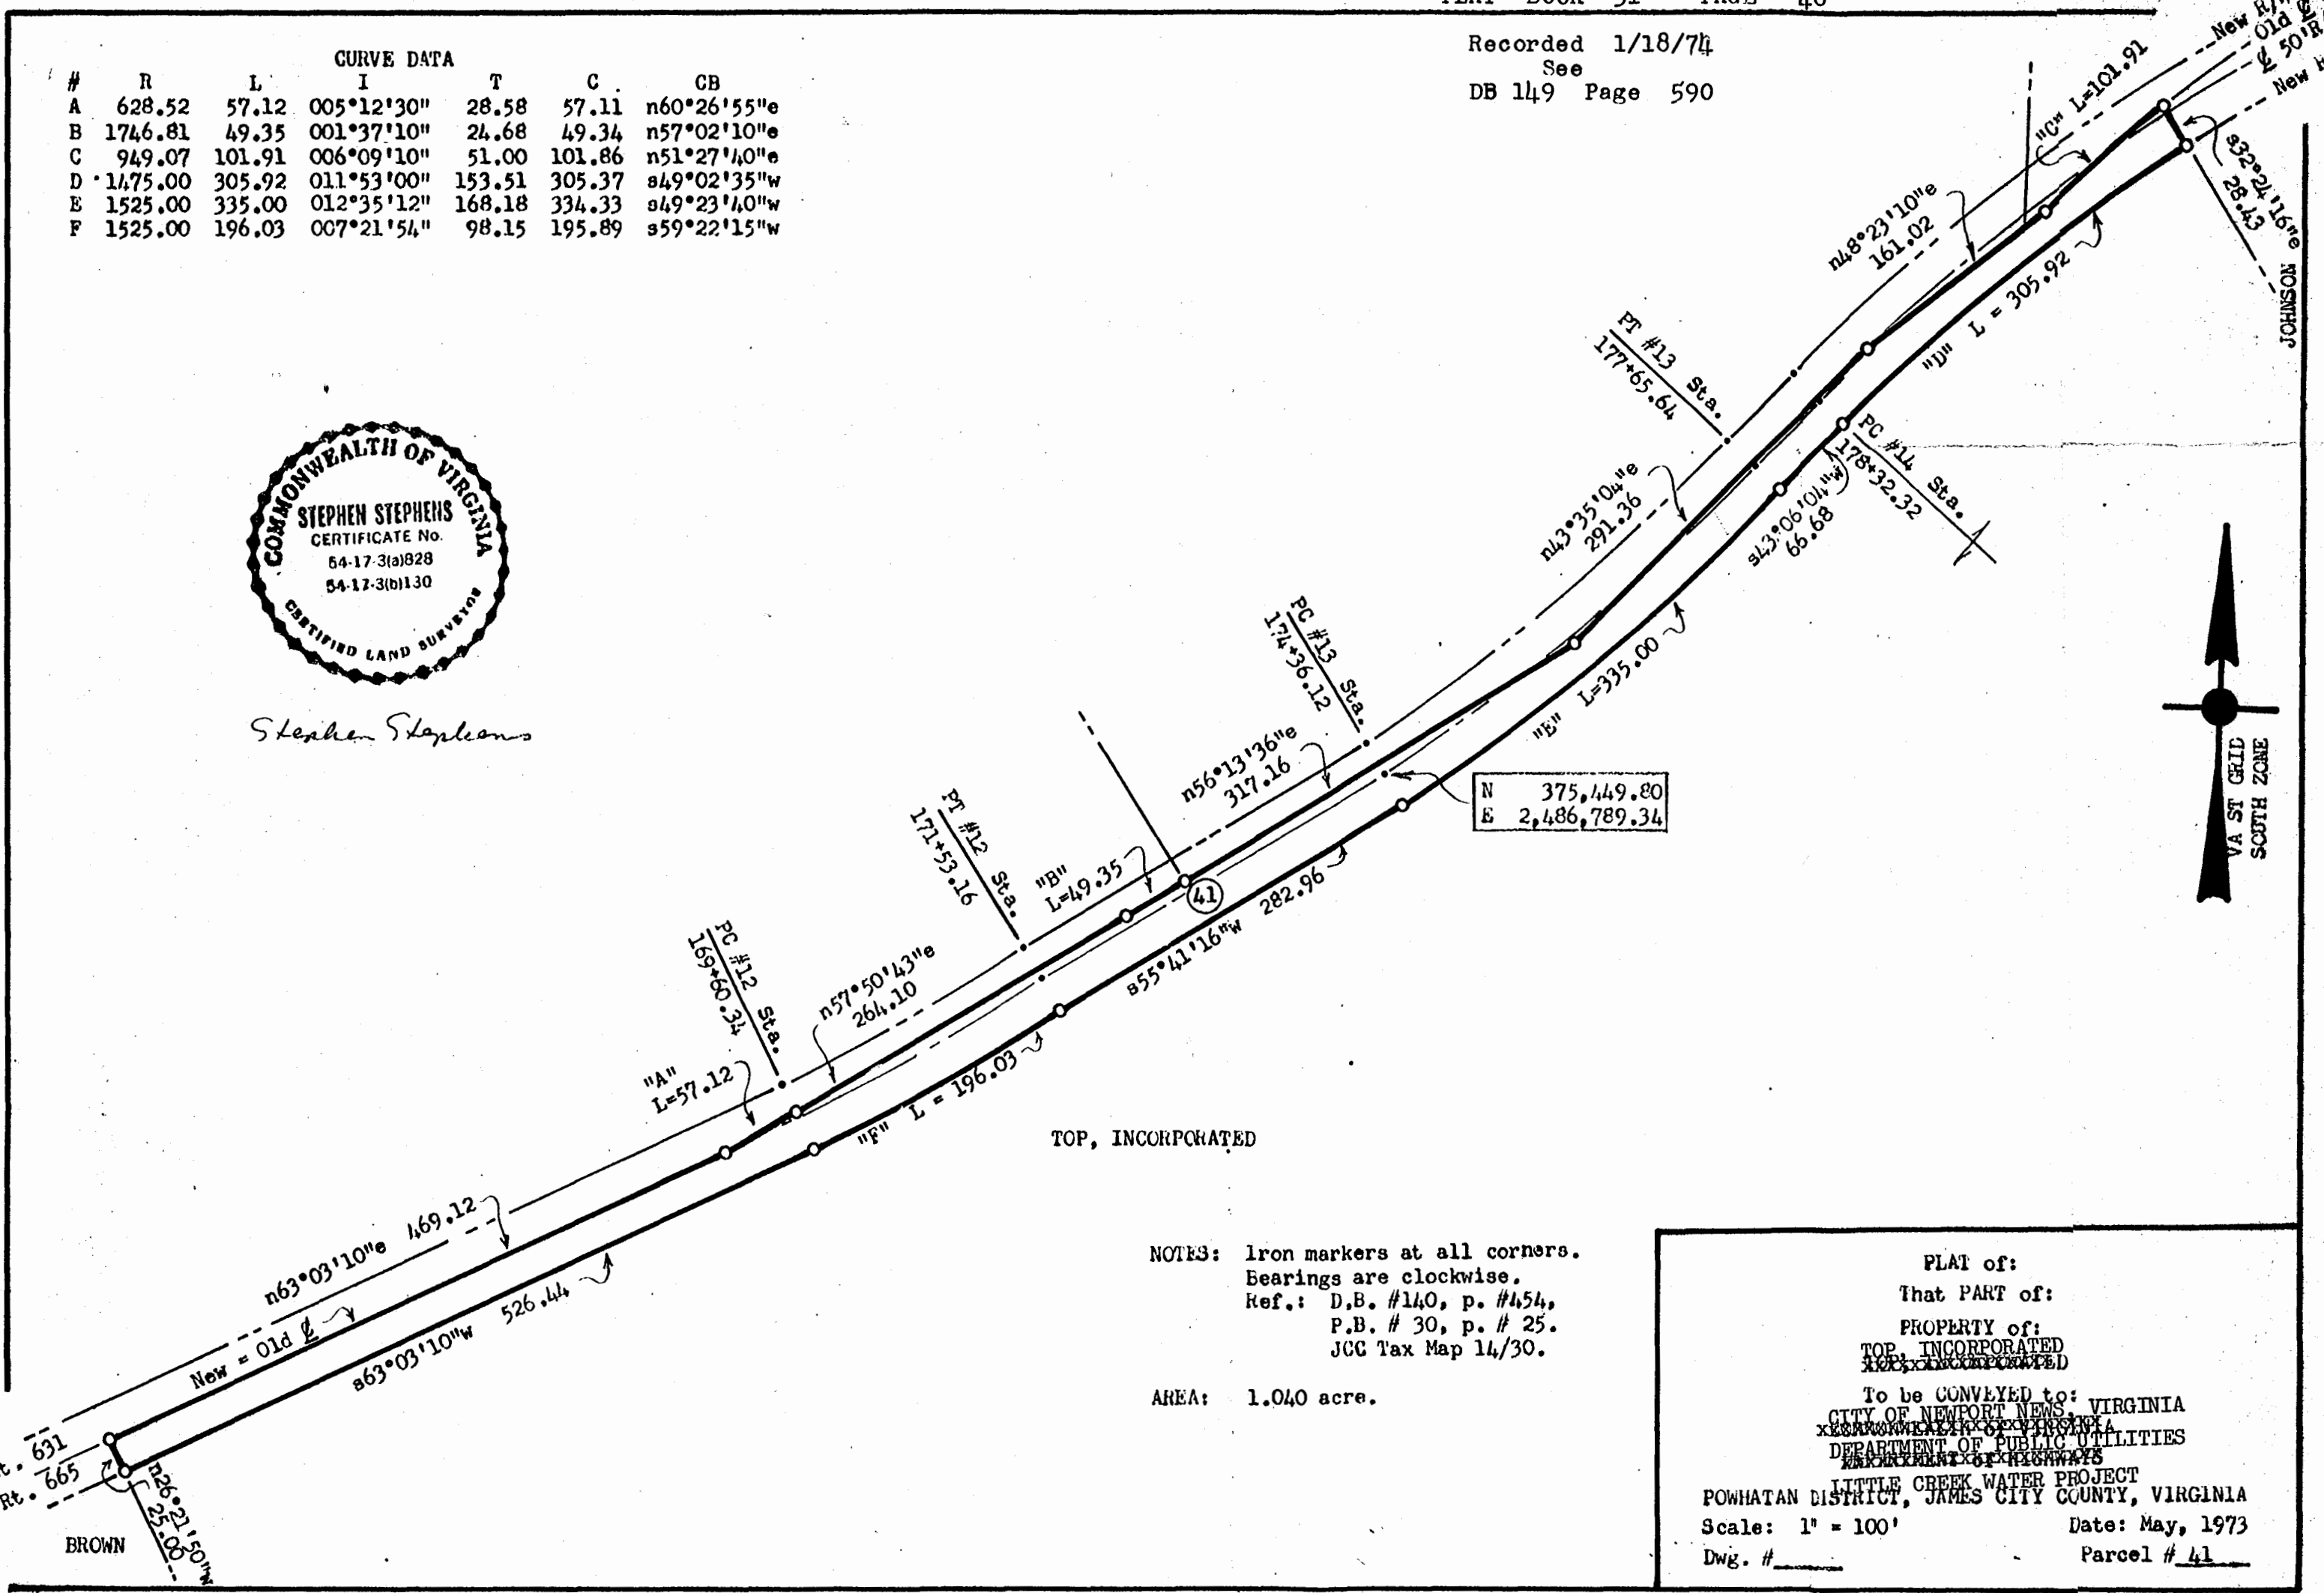 PLAT BOOK 31 PAGE 40
Recorded 1/18/74
See
DB 149 Page 590
CURVE DATA
# R L I T C CB
A 628.52 57.12 005°12'30" 28.58 57.11 n60°26'55"e
B 1746.81 49.35 001°37'10" 24.68 49.34 n57°02'10"e
C 949.07 101.91 006°09'10" 51.00 101.86 n51°27'40"e
D 1475.00 305.92 011°53'00" 153.51 305.37 s49°02'35"w
E 1525.00 335.00 012°35'12" 168.18 334.33 s49°23'40"w
F 1525.00 196.03 007°21'54" 98.15 195.89 s59°22'15"w
New R/W
Old ℄
℄ 50'R
New R
"C" L=101.91
s32°24'16"e
28.43
JOHNSON
n48°23'10"e
161.02
"D" L = 305.92
PT #13 Sta.
177+65.64
PC #14 Sta.
178+32.32
n43°35'04"e
291.36
s43°06'04"w
66.68
COMMONWEALTH OF VIRGINIA
STEPHEN STEPHENS
CERTIFICATE No.
54-17-3(a)828
54-17-3(b)130
CERTIFIED LAND SURVEYOR
Stephen Stephens
PC #13 Sta.
174+36.12
"E" L=335.00
n56°13'36"e
317.16
N 375,449.80
E 2,486,789.34
VA ST GRID
SOUTH ZONE
PT #12 Sta.
171+53.16
"B"
L=49.35
41
s55°41'16"w 282.96
PC #12 Sta.
169+60.34
n57°50'43"e
264.10
"A"
L=57.12
"F" L = 196.03
TOP, INCORPORATED
n63°03'10"e 469.12
New = Old ℄
s63°03'10"w 526.44
t. 631
Rt. 665
n26°21'50"w
25.00
BROWN
NOTES: Iron markers at all corners.
Bearings are clockwise.
Ref.: D.B. #140, p. #454,
P.B. # 30, p. # 25.
JCC Tax Map 14/30.
AREA: 1.040 acre.
PLAT of:
That PART of:
PROPERTY of:
TOP, INCORPORATED
To be CONVEYED to:
CITY OF NEWPORT NEWS, VIRGINIA
DEPARTMENT OF PUBLIC UTILITIES
LITTLE CREEK WATER PROJECT
POWHATAN DISTRICT, JAMES CITY COUNTY, VIRGINIA
Scale: 1" = 100' Date: May, 1973
Dwg. #______ Parcel # 41